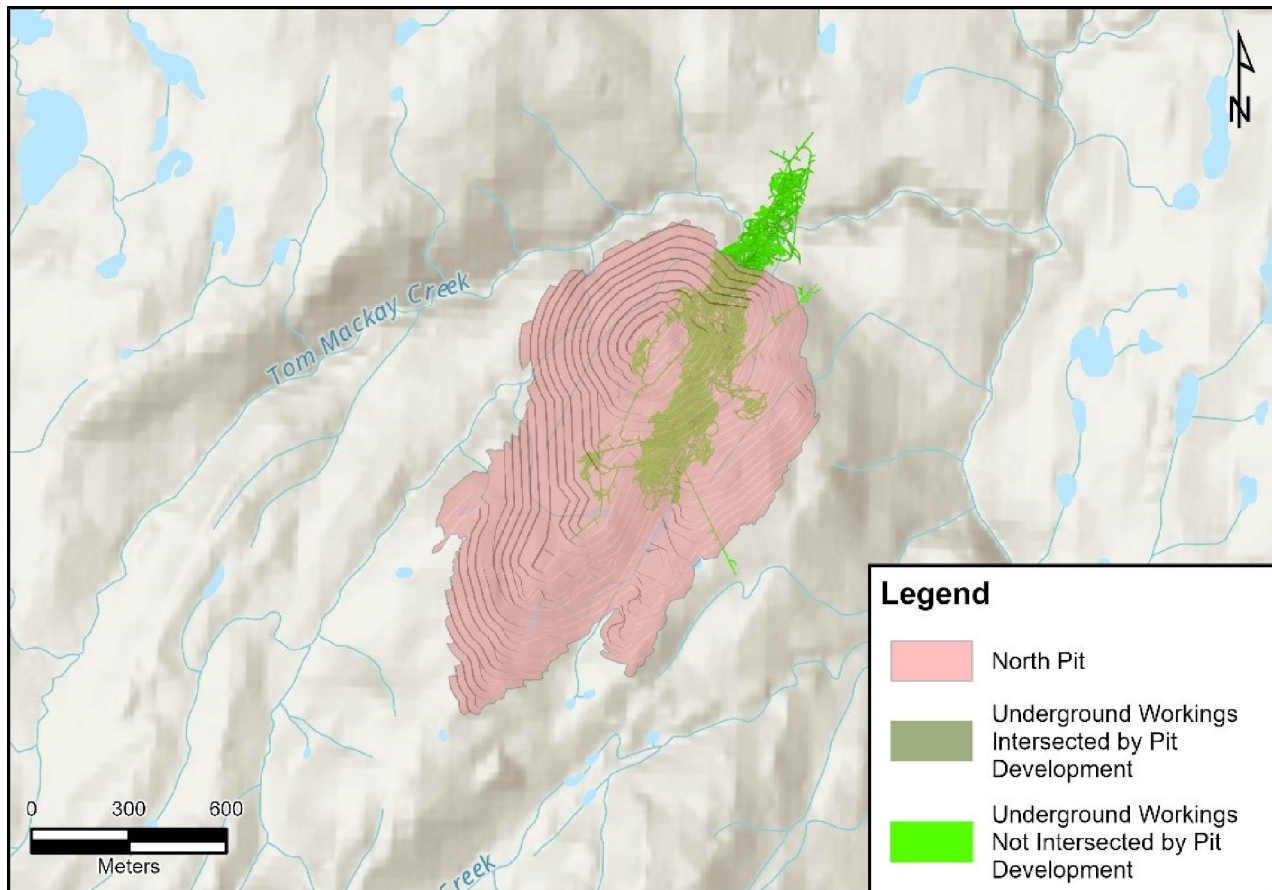 N
Tom Mackay Creek
Creek
Legend
North Pit
Underground Workings
Intersected by Pit
Development
Underground Workings
Not Intersected by Pit
Development
0 300 600
Meters